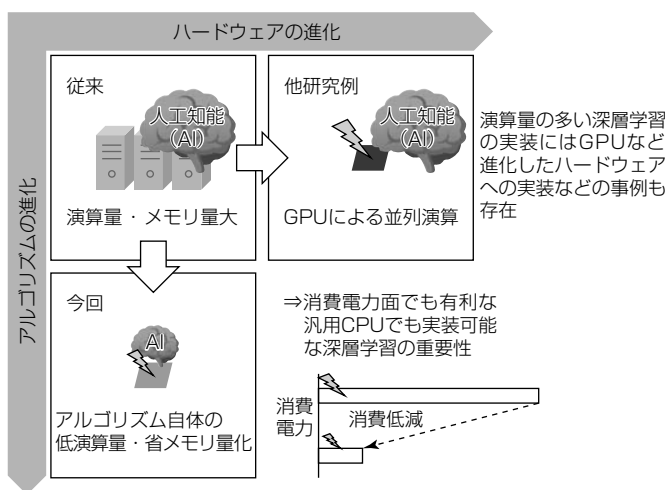 ハードウェアの進化
アルゴリズムの進化
従来
人工知能
(AI)
演算量・メモリ量大
他研究例
人工知能
(AI)
GPUによる並列演算
演算量の多い深層学習
の実装にはGPUなど
進化したハードウェア
への実装などの事例も
存在
今回
AI
アルゴリズム自体の
低演算量・省メモリ量化
⇒消費電力面でも有利な
汎用CPUでも実装可能
な深層学習の重要性
消費
電力
消費低減